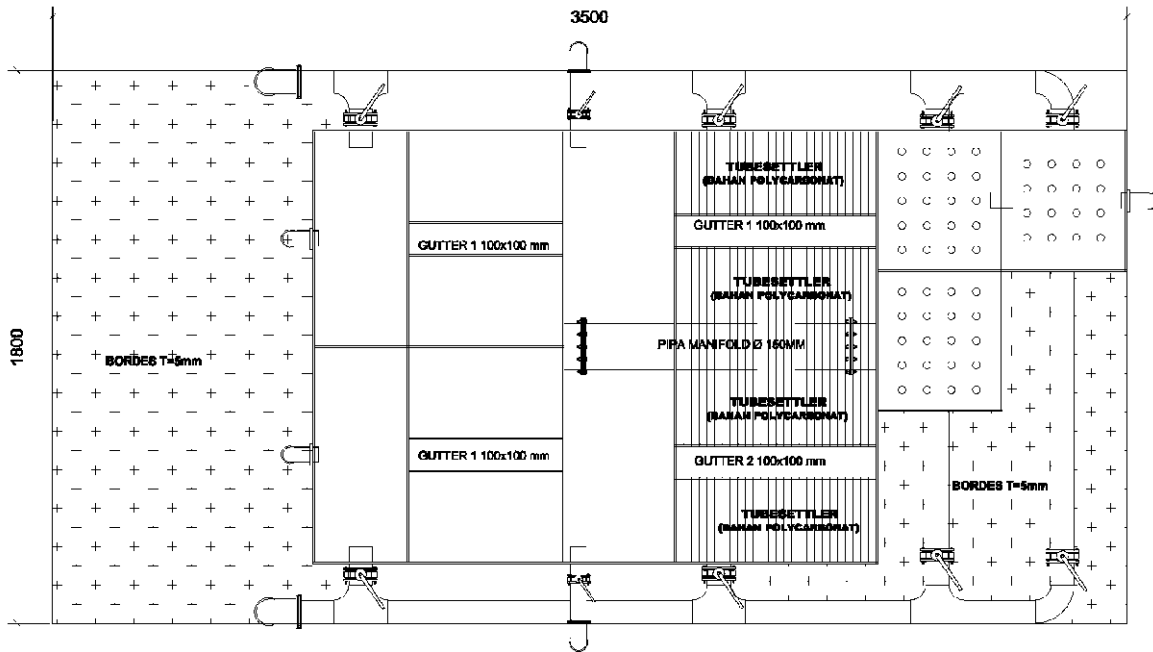 3500
1800
TUBESETTLER
(BAHAN POLYCARBONAT)
GUTTER 1 100x100 mm
GUTTER 1 100x100 mm
TUBESETTLER
(BAHAN POLYCARBONAT)
PIPA MANIFOLD Ø 150MM
BORDES T=5mm
TUBESETTLER
(BAHAN POLYCARBONAT)
GUTTER 1 100x100 mm
GUTTER 2 100x100 mm
BORDES T=5mm
TUBESETTLER
(BAHAN POLYCARBONAT)